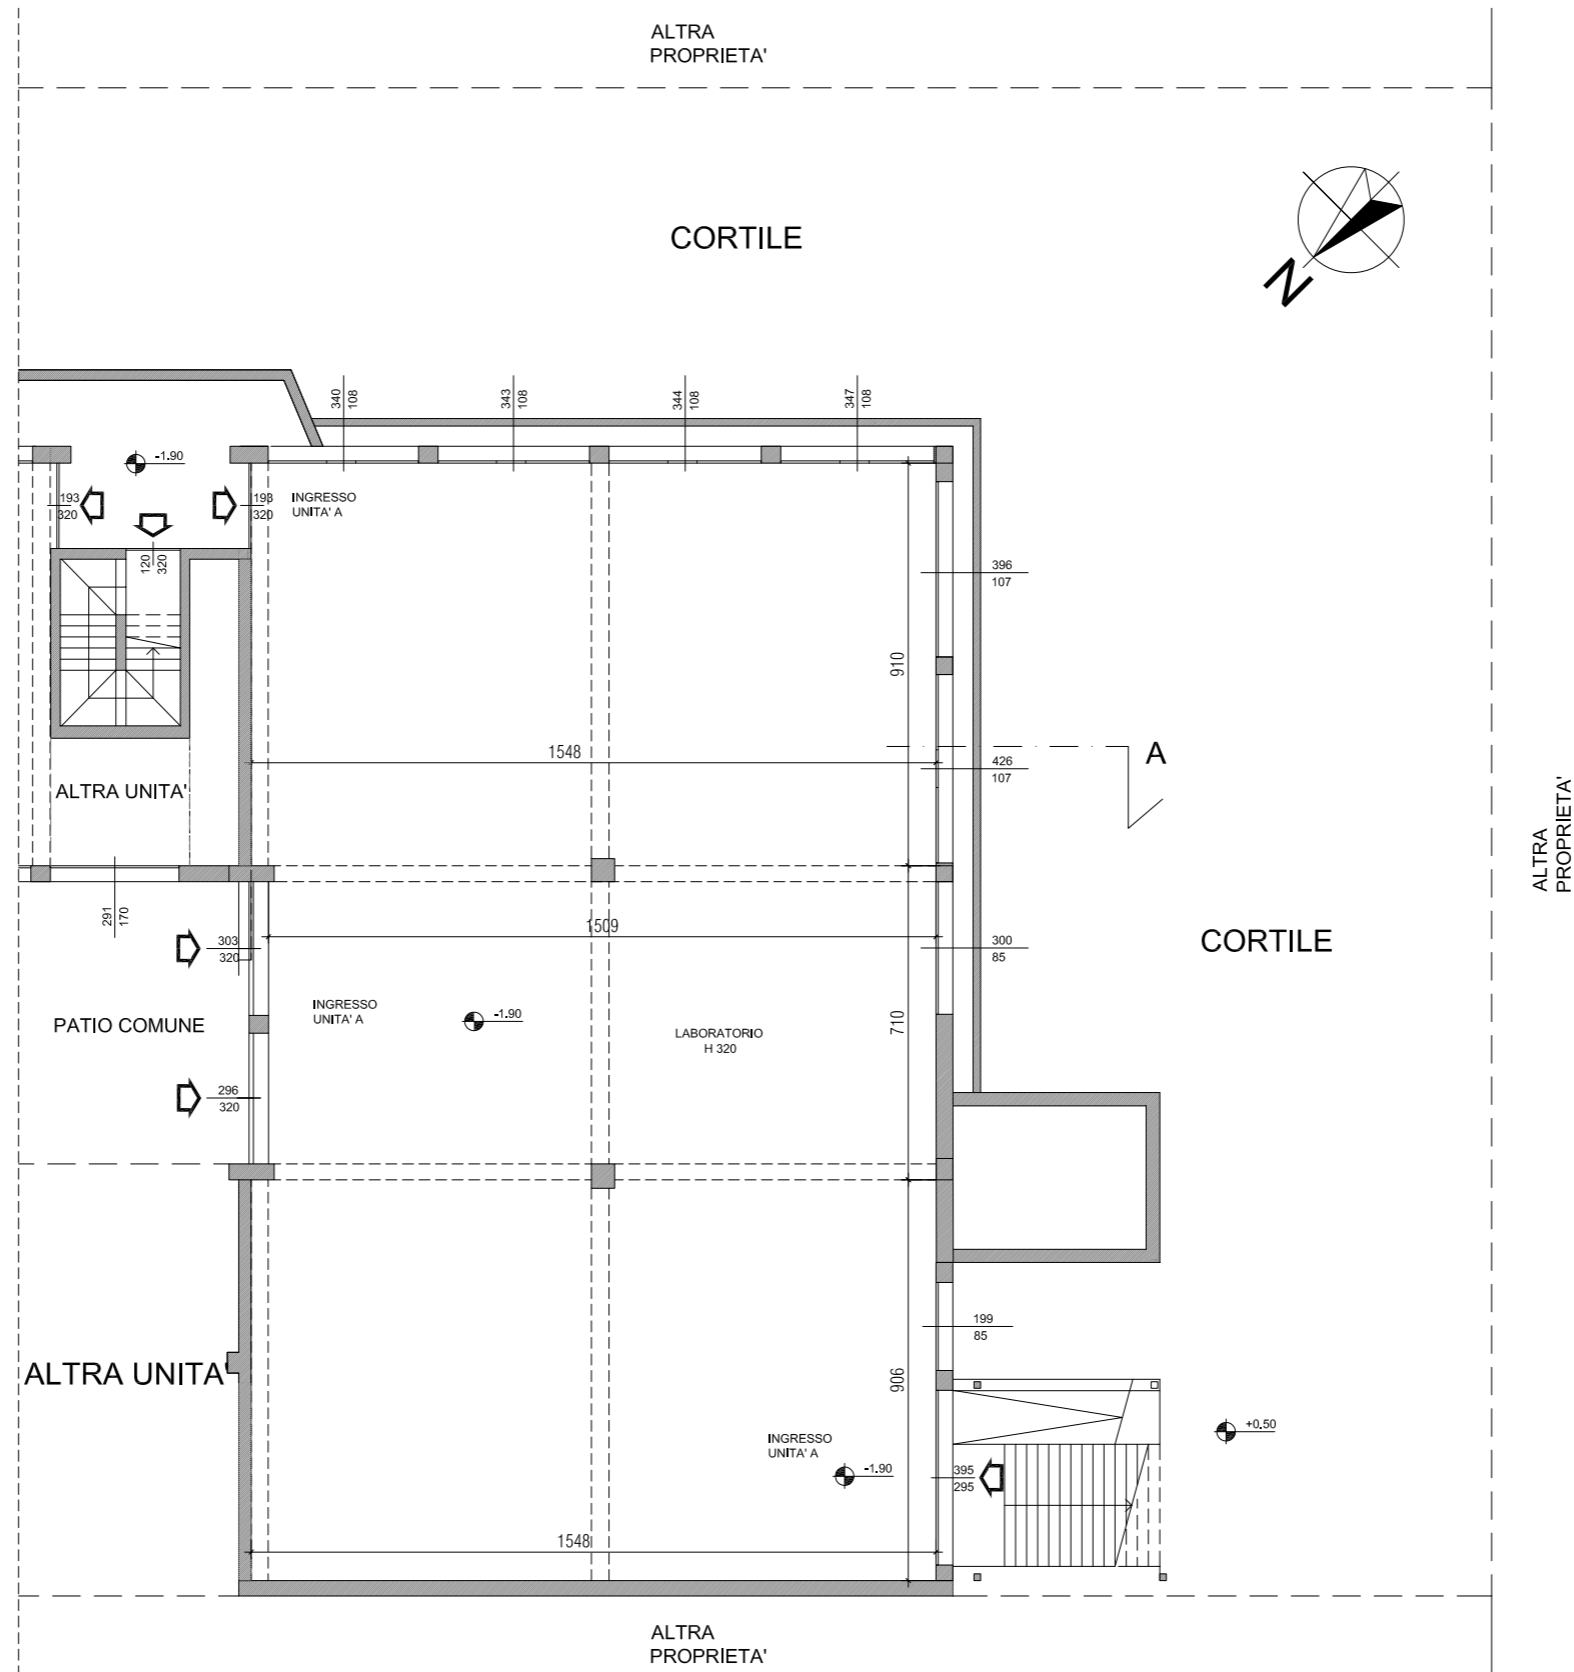 ALTRA
PROPRIETA'
CORTILE
N
340
108
343
108
344
108
347
108
-1.90
193
320
193
320
INGRESSO
UNITA' A
120
320
396
107
910
1548
A
426
107
ALTRA UNITA'
ALTRA
PROPRIETA'
291
170
303
320
1509
300
85
CORTILE
INGRESSO
UNITA' A
-1.90
PATIO COMUNE
LABORATORIO
H 320
710
296
320
199
85
ALTRA UNITA'
906
INGRESSO
UNITA' A
-1.90
+0.50
395
295
1548
ALTRA
PROPRIETA'